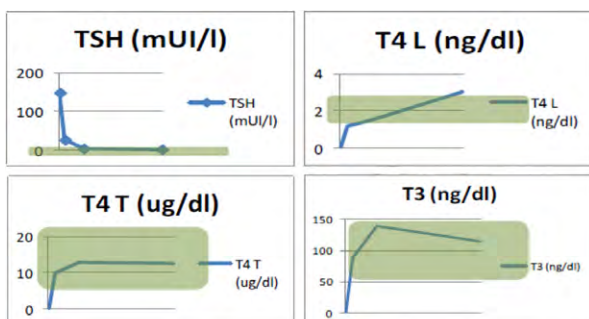 TSH (mUI/l)
200
100
0
TSH
(mUI/l)
T4 L (ng/dl)
4
2
0
T4 L
(ng/dl)
T4 T (ug/dl)
20
10
0
T4 T
(ug/dl)
T3 (ng/dl)
150
100
50
0
T3 (ng/dl)